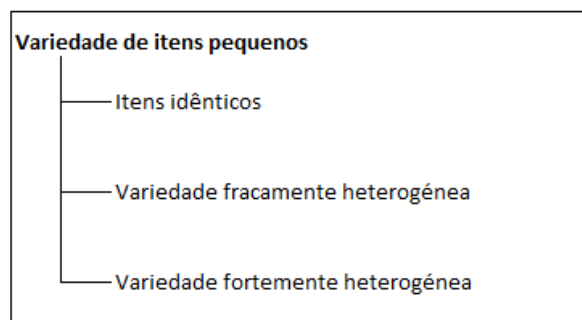 Variedade de itens pequenos
Itens idênticos
Variedade fracamente heterogénea
Variedade fortemente heterogénea